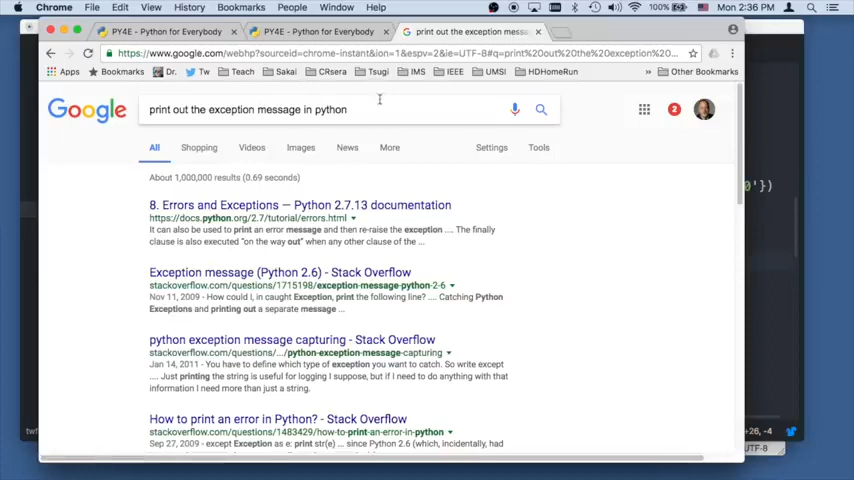 Chrome File Edit View History Bookmarks People Window Help 100% Mon 2:36 PM
PY4E - Python for Everybody × PY4E - Python for Everybody × print out the exception messa ×
https://www.google.com/webhp?sourceid=chrome-instant&ion=1&espv=2&ie=UTF-8#q=print%20out%20the%20exception%20...
Apps Bookmarks Dr. Tw Teach Sakai CRsera Tsugi IMS IEEE UMSI HDHomeRun » Other Bookmarks
Google print out the exception message in python 2
All Shopping Videos Images News More Settings Tools
About 1,000,000 results (0.69 seconds)
0'})
8. Errors and Exceptions — Python 2.7.13 documentation
https://docs.python.org/2.7/tutorial/errors.html
It can also be used to print an error message and then re-raise the exception .... The finally
clause is also executed "on the way out" when any other clause of the ...
Exception message (Python 2.6) - Stack Overflow
stackoverflow.com/questions/1715198/exception-message-python-2-6
Nov 11, 2009 - How could I, in caught Exception, print the following line? .... Catching Python
Exceptions and printing out a separate message ...
python exception message capturing - Stack Overflow
stackoverflow.com/questions/.../python-exception-message-capturing
Jan 14, 2011 - You have to define which type of exception you want to catch. So write except
.... Just printing the string is useful for logging I suppose, but if I need to do anything with that
information I need more than just a string.
How to print an error in Python? - Stack Overflow
stackoverflow.com/questions/1483429/how-to-print-an-error-in-python
Sep 27, 2009 - except Exception as e: print str(e) ... since Python 2.6 (which, incidentally, had
twf +26, -4
UTF-8